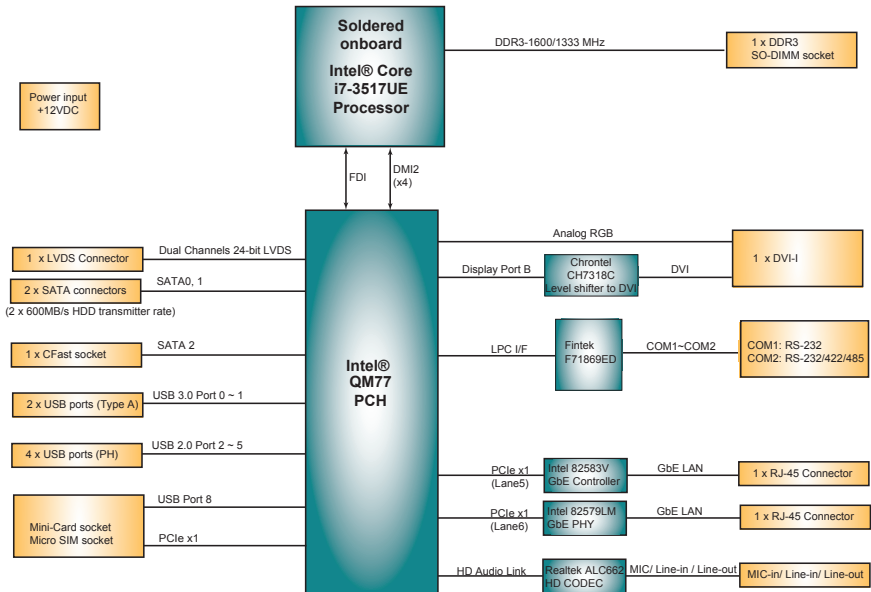 Soldered
onboard
Intel® Core
i7-3517UE
Processor
DDR3-1600/1333 MHz
1 x DDR3
SO-DIMM socket
Power input
+12VDC
FDI
DMI2
(x4)
Intel®
QM77
PCH
1 x LVDS Connector
Dual Channels 24-bit LVDS
2 x SATA connectors
SATA0, 1
(2 x 600MB/s HDD transmitter rate)
1 x CFast socket
SATA 2
2 x USB ports (Type A)
USB 3.0 Port 0 ~ 1
4 x USB ports (PH)
USB 2.0 Port 2 ~ 5
Mini-Card socket
Micro SIM socket
USB Port 8
PCIe x1
Analog RGB
Display Port B
Chrontel
CH7318C
Level shifter to DVI
DVI
1 x DVI-I
LPC I/F
Fintek
F71869ED
COM1~COM2
COM1: RS-232
COM2: RS-232/422/485
PCIe x1
(Lane5)
Intel 82583V
GbE Controller
GbE LAN
1 x RJ-45 Connector
PCIe x1
(Lane6)
Intel 82579LM
GbE PHY
GbE LAN
1 x RJ-45 Connector
HD Audio Link
Realtek ALC662
HD CODEC
MIC/ Line-in / Line-out
MIC-in/ Line-in/ Line-out